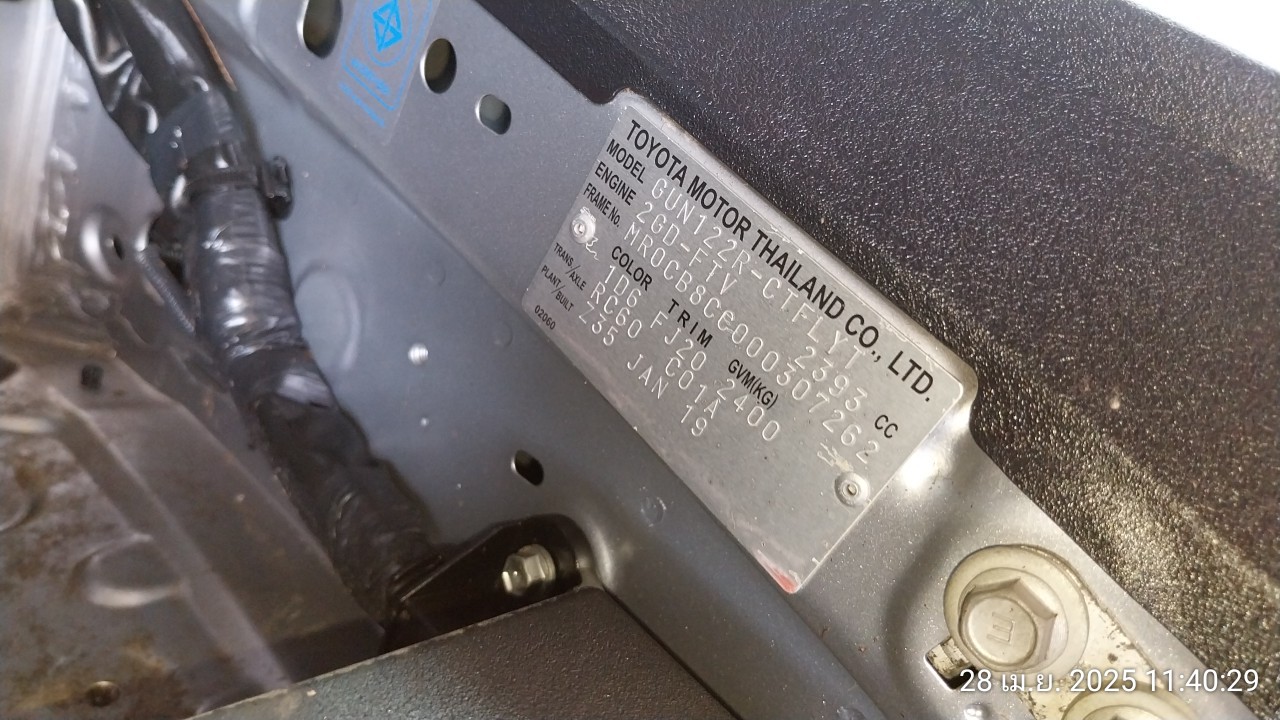 TOYOTA MOTOR THAILAND CO., LTD.
MODEL GUN122R-CTFLYT
ENGINE 2GD-FTV 2393 CC
FRAME No. MR0CB8CC000307262
COLOR TRIM GVM(KG)
1D6 FJ20 2400
TRANS/AXLE RC60 C01A
PLANT/BUILT Z35 JAN 19
02060
28 เม.ย. 2025 11:40:29